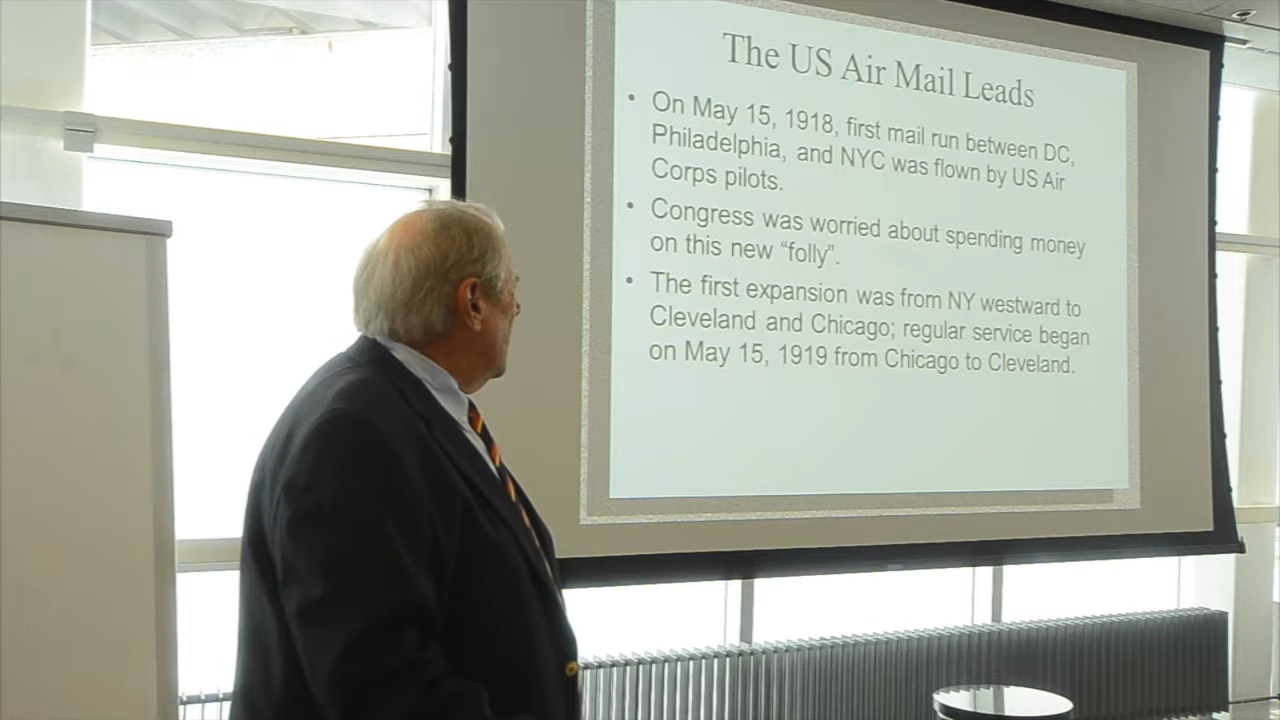 The US Air Mail Leads
• On May 15, 1918, first mail run between DC,
Philadelphia, and NYC was flown by US Air
Corps pilots.
• Congress was worried about spending money
on this new “folly”.
• The first expansion was from NY westward to
Cleveland and Chicago; regular service began
on May 15, 1919 from Chicago to Cleveland.